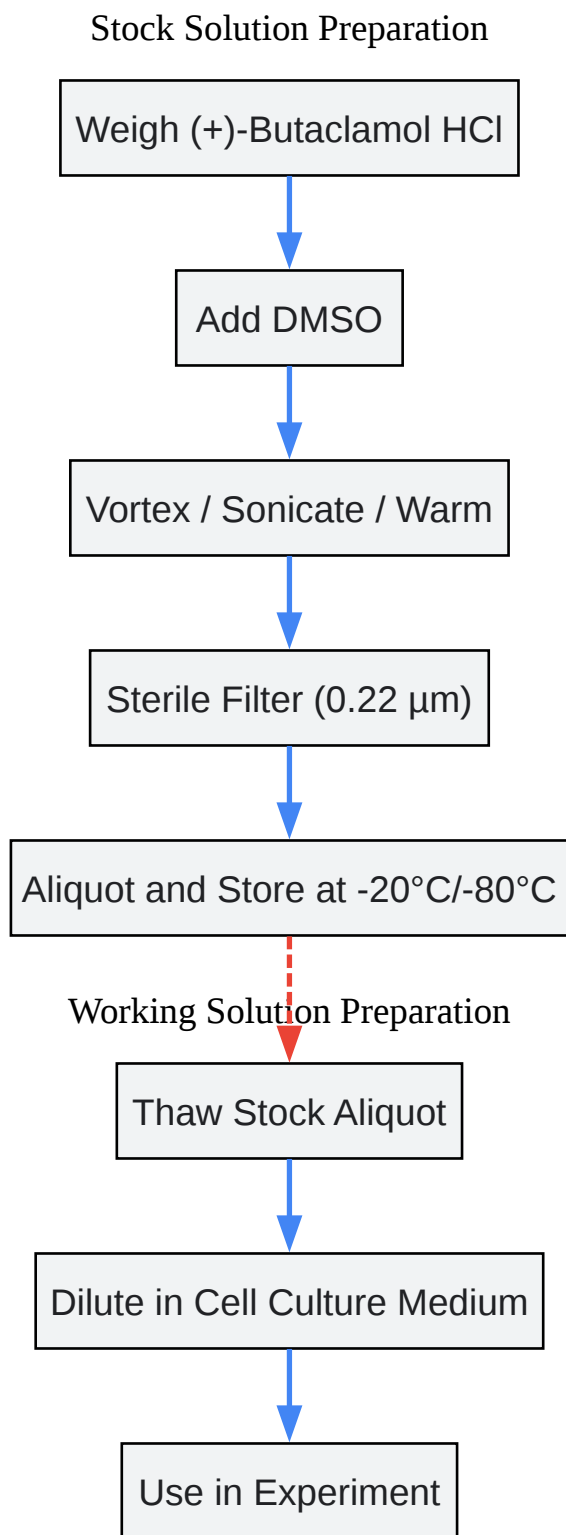 Stock Solution Preparation
Weigh (+)-Butaclamol HCl
Add DMSO
Vortex / Sonicate / Warm
Sterile Filter (0.22 µm)
Aliquot and Store at -20°C/-80°C
Working Solution Preparation
Thaw Stock Aliquot
Dilute in Cell Culture Medium
Use in Experiment